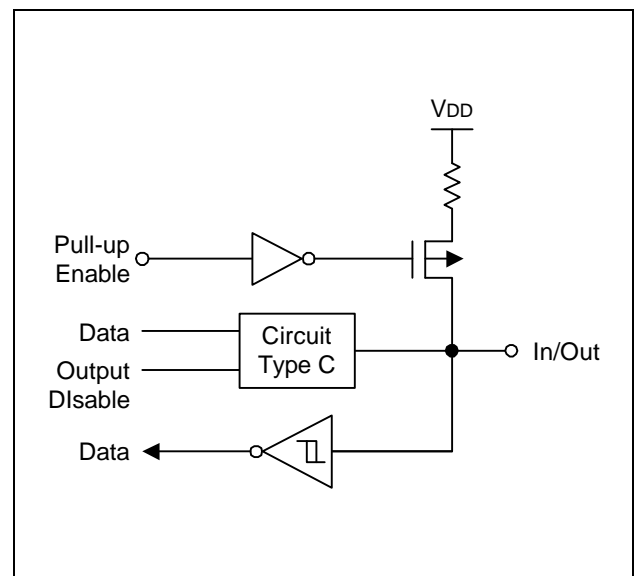 VDD
Pull-up
Enable
Data
Circuit
Type C
In/Out
Output
DIsable
Data